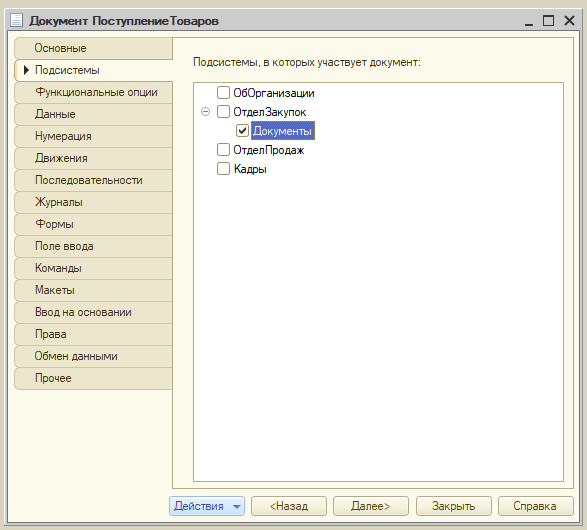 Документ ПоступлениеТоваров
Основные
Подсистемы
Функциональные опции
Данные
Нумерация
Движения
Последовательности
Журналы
Формы
Поле ввода
Команды
Макеты
Ввод на основании
Права
Обмен данными
Прочее
Подсистемы, в которых участвует документ:
ОбОрганизации
ОтделЗакупок
Документы
ОтделПродаж
Кадры
Действия
<Назад
Далее>
Закрыть
Справка